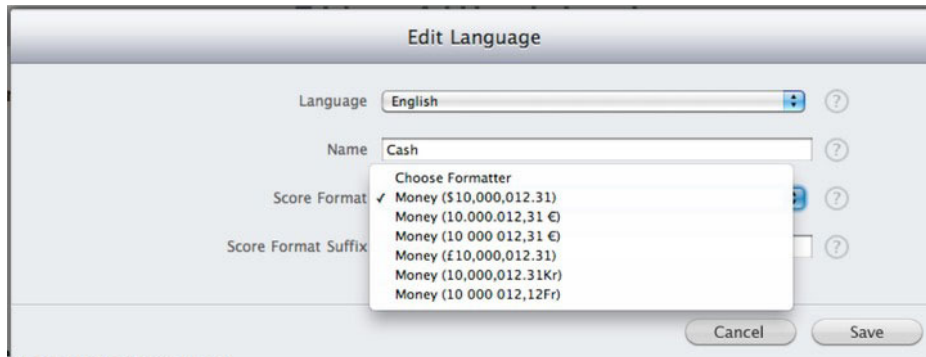 Edit Language
Language English
Name Cash
Choose Formatter
Score Format ✓ Money ($10,000,012.31)
Money (10.000.012,31 €)
Money (10 000 012,31 €)
Score Format Suffix
Money (£10,000,012.31)
Money (10,000,012.31Kr)
Money (10 000 012,12Fr)
Cancel Save